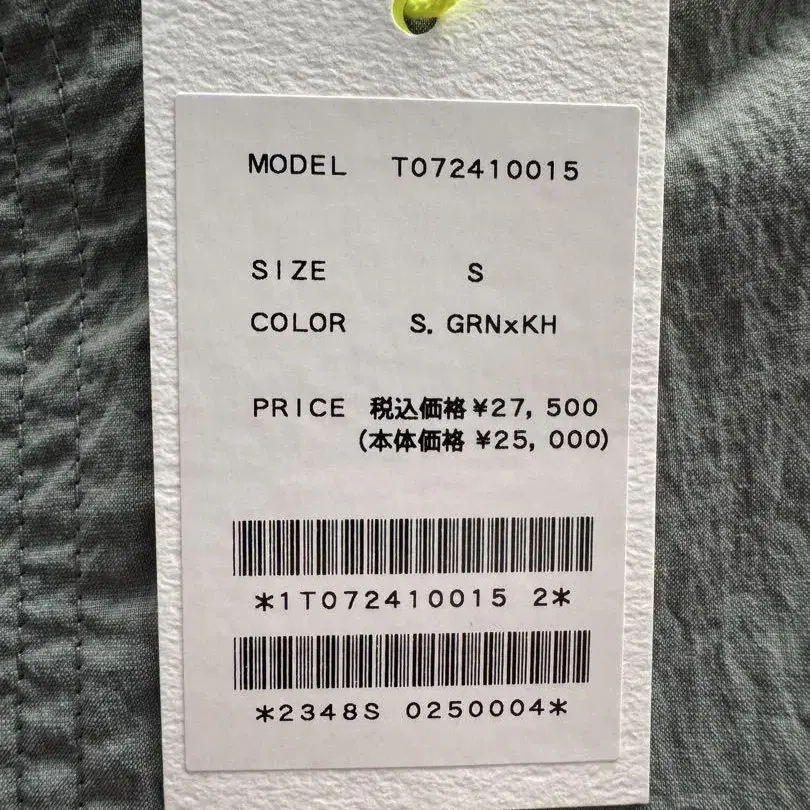 MODEL T072410015
SIZE S
COLOR S. GRNxKH
PRICE 税込価格 ¥27, 500
(本体価格 ¥25, 000)
*1T072410015 2*
*2348S 0250004*